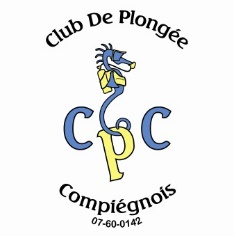 Club De Plongée
CPC
Compiégnois
07-60-0142